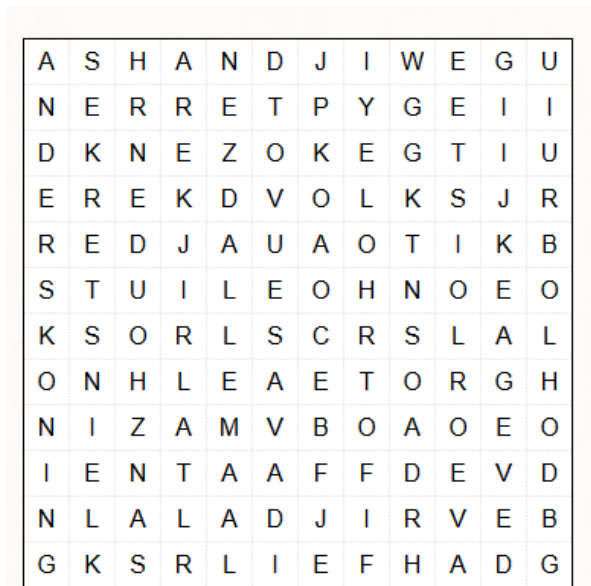 A S H A N D J I W E G U
N E R R E T P Y G E I I
D K N E Z O K E G T I U
E R E K D V O L K S J R
R E D J A U A O T I K B
S T U I L E O H N O E O
K S O R L S C R S L A L
O N H L E A E T O R G H
N I Z A M V B O A O E O
I E N T A A F F D E V D
N L A L A D J I R V E B
G K S R L I E F H A D G